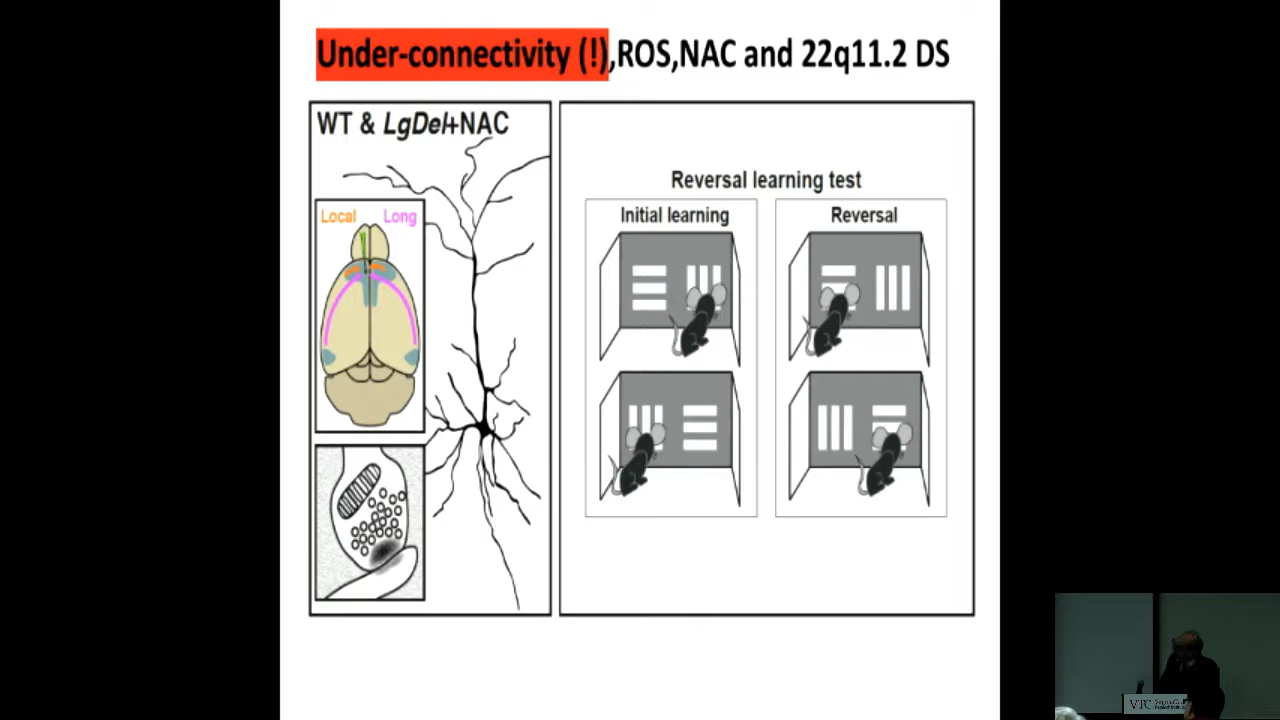 Under-connectivity (!),ROS,NAC and 22q11.2 DS
WT & LgDel+NAC
Local Long
Reversal learning test
Initial learning
Reversal
VTC